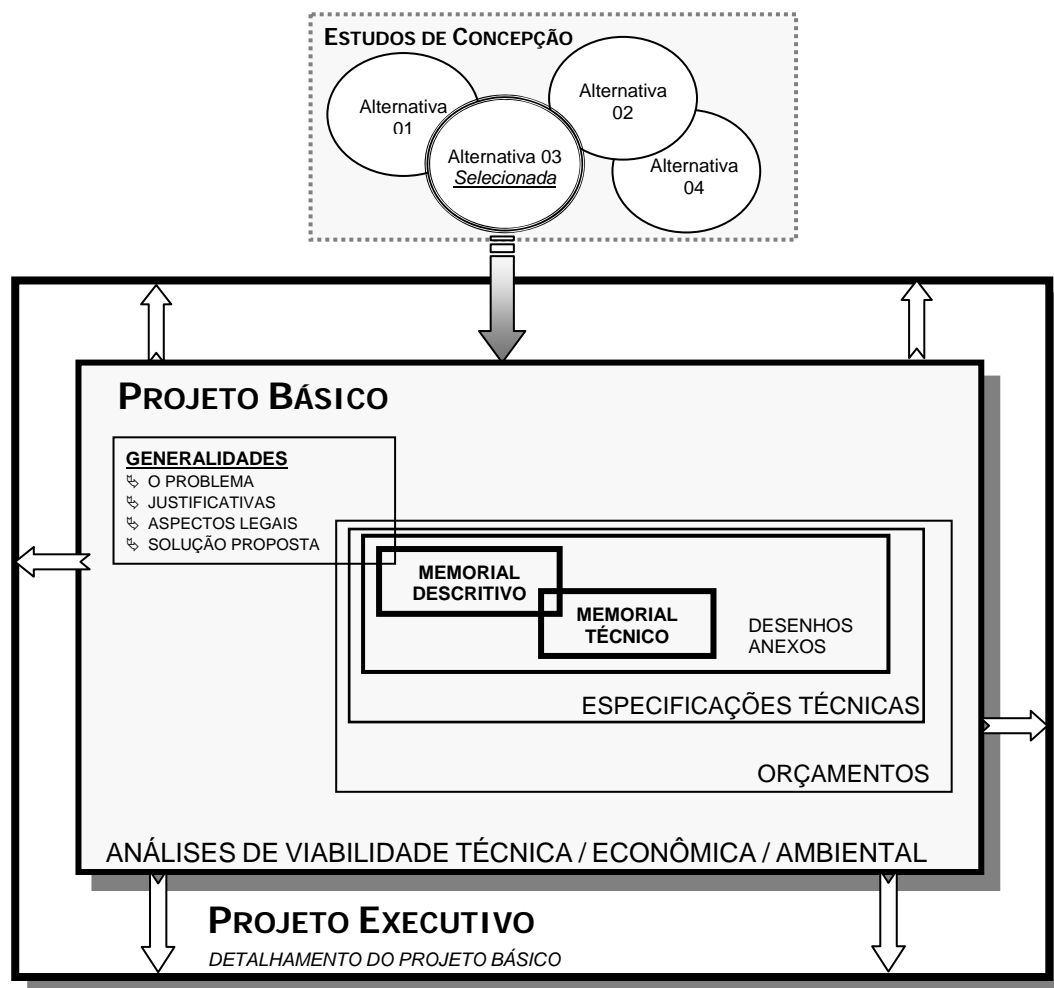 ESTUDOS DE CONCEPÇÃO
Alternativa
01
Alternativa
02
Alternativa 03
Selecionada
Alternativa
04
PROJETO BÁSICO
GENERALIDADES
O PROBLEMA
JUSTIFICATIVAS
ASPECTOS LEGAIS
SOLUÇÃO PROPOSTA
MEMORIAL
DESCRITIVO
MEMORIAL
TÉCNICO
DESENHOS
ANEXOS
ESPECIFICAÇÕES TÉCNICAS
ORÇAMENTOS
ANÁLISES DE VIABILIDADE TÉCNICA / ECONÔMICA / AMBIENTAL
PROJETO EXECUTIVO
DETALHAMENTO DO PROJETO BÁSICO